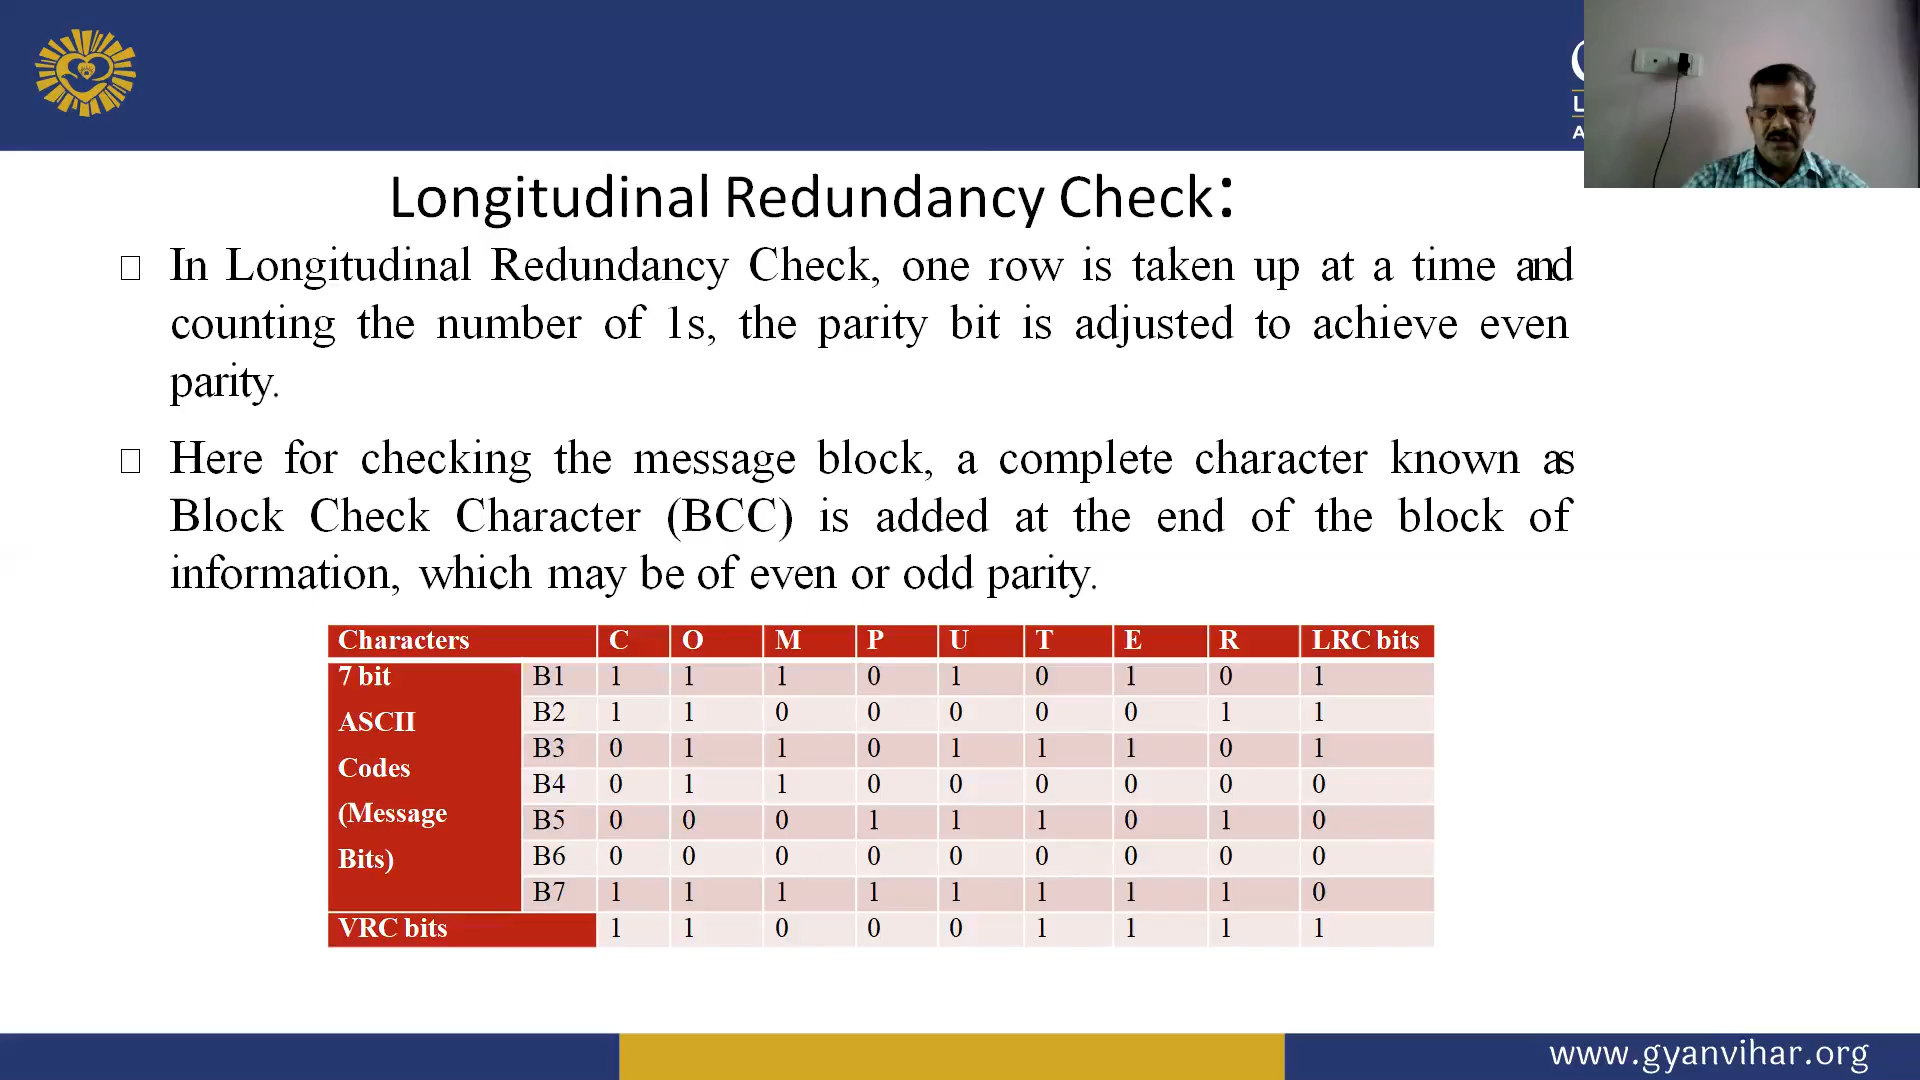 L
A
Longitudinal Redundancy Check:
In Longitudinal Redundancy Check, one row is taken up at a time and
counting the number of 1s, the parity bit is adjusted to achieve even
parity.
Here for checking the message block, a complete character known as
Block Check Character (BCC) is added at the end of the block of
information, which may be of even or odd parity.
Characters C O M P U T E R LRC bits
7 bit ASCII Codes (Message Bits)
B1 1 1 1 0 1 0 1 0 1
B2 1 1 0 0 0 0 0 1 1
B3 0 1 1 0 1 1 1 0 1
B4 0 1 1 0 0 0 0 0 0
B5 0 0 0 1 1 1 0 1 0
B6 0 0 0 0 0 0 0 0 0
B7 1 1 1 1 1 1 1 1 0
VRC bits 1 1 0 0 0 1 1 1 1
www.gyanvihar.org